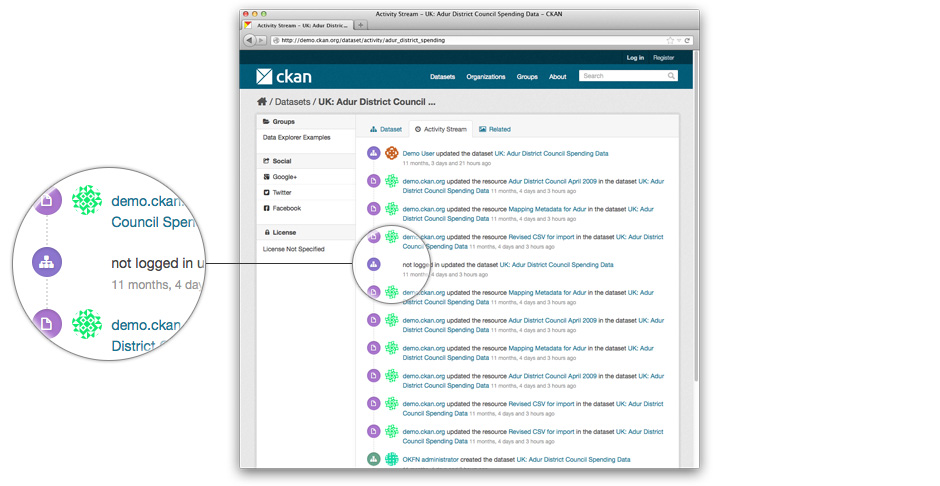 Activity Stream – UK: Adur District Council Spending Data – CKAN
Activity Stream – UK: Adur Distric...
http://demo.ckan.org/dataset/activity/adur_district_spending
Log in Register
ckan
Datasets Organizations Groups About Search
/ Datasets / UK: Adur District Council ...
Groups
Data Explorer Examples
Social
Google+
Twitter
Facebook
License
License Not Specified
Dataset Activity Stream Related
Demo User updated the dataset UK: Adur District Council Spending Data
11 months, 3 days and 21 hours ago
demo.ckan.org updated the resource Adur District Council April 2009 in the dataset UK: Adur
District Council Spending Data 11 months, 4 days and 3 hours ago
demo.ckan.org updated the resource Mapping Metadata for Adur in the dataset UK: Adur
District Council Spending Data 11 months, 4 days and 3 hours ago
demo.ckan.org updated the resource Revised CSV for import in the dataset UK: Adur
District Council Spending Data 11 months, 4 days and 3 hours ago
not logged in updated the dataset UK: Adur District Council Spending Data
11 months, 4 days and 3 hours ago
demo.ckan.org updated the resource Mapping Metadata for Adur in the dataset UK: Adur
District Council Spending Data 11 months, 4 days and 3 hours ago
demo.ckan.org updated the resource Adur District Council April 2009 in the dataset UK: Adur
District Council Spending Data 11 months, 4 days and 3 hours ago
demo.ckan.org updated the resource Mapping Metadata for Adur in the dataset UK: Adur
District Council Spending Data 11 months, 4 days and 3 hours ago
demo.ckan.org updated the resource Adur District Council April 2009 in the dataset UK: Adur
District Council Spending Data 11 months, 4 days and 3 hours ago
demo.ckan.org updated the resource Revised CSV for import in the dataset UK: Adur
District Council Spending Data 11 months, 4 days and 3 hours ago
demo.ckan.org updated the resource Revised CSV for import in the dataset UK: Adur
District Council Spending Data 11 months, 4 days and 3 hours ago
OKFN administrator created the dataset UK: Adur District Council Spending Data
demo.ckan.
Council Spen
not logged in u
11 months, 4 day
demo.ckan
District